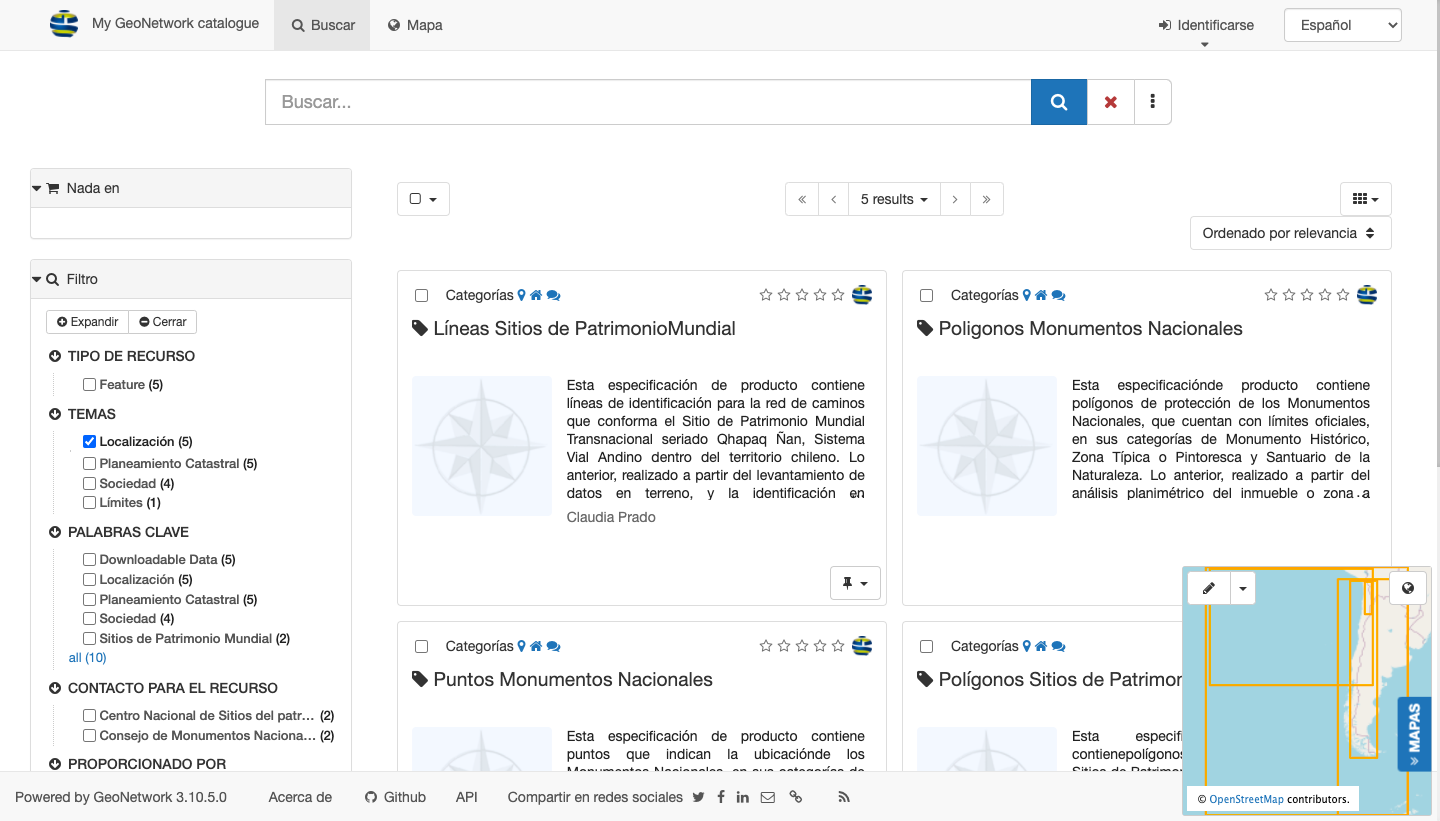 My GeoNetwork catalogue
Buscar
Mapa
Identificarse
Español
Buscar...
Nada en
Filtro
Expandir
Cerrar
TIPO DE RECURSO
Feature (5)
TEMAS
Localización (5)
Planeamiento Catastral (5)
Sociedad (4)
Límites (1)
PALABRAS CLAVE
Downloadable Data (5)
Localización (5)
Planeamiento Catastral (5)
Sociedad (4)
Sitios de Patrimonio Mundial (2)
all (10)
CONTACTO PARA EL RECURSO
Centro Nacional de Sitios del patr... (2)
Consejo de Monumentos Naciona... (2)
PROPORCIONADO POR
« ‹ 5 results › »
Ordenado por relevancia
Categorías
Líneas Sitios de PatrimonioMundial
Esta especificación de producto contiene
líneas de identificación para la red de caminos
que conforma el Sitio de Patrimonio Mundial
Transnacional seriado Qhapaq Ñan, Sistema
Vial Andino dentro del territorio chileno. Lo
anterior, realizado a partir del levantamiento de
datos en terreno, y la identificación en
Claudia Prado
Categorías
Poligonos Monumentos Nacionales
Esta especificaciónde producto contiene
polígonos de protección de los Monumentos
Nacionales, que cuentan con límites oficiales,
en sus categorías de Monumento Histórico,
Zona Típica o Pintoresca y Santuario de la
Naturaleza. Lo anterior, realizado a partir del
análisis planimétrico del inmueble o zona a
Categorías
Puntos Monumentos Nacionales
Esta especificación de producto contiene
puntos que indican la ubicaciónde los
Monumentos Nacionales, en sus categorías de
Categorías
Polígonos Sitios de Patrimon
Esta especifi
contienepolígonos
Sitios de Patrimon
MAPAS
© OpenStreetMap contributors.
Powered by GeoNetwork 3.10.5.0
Acerca de
Github
API
Compartir en redes sociales